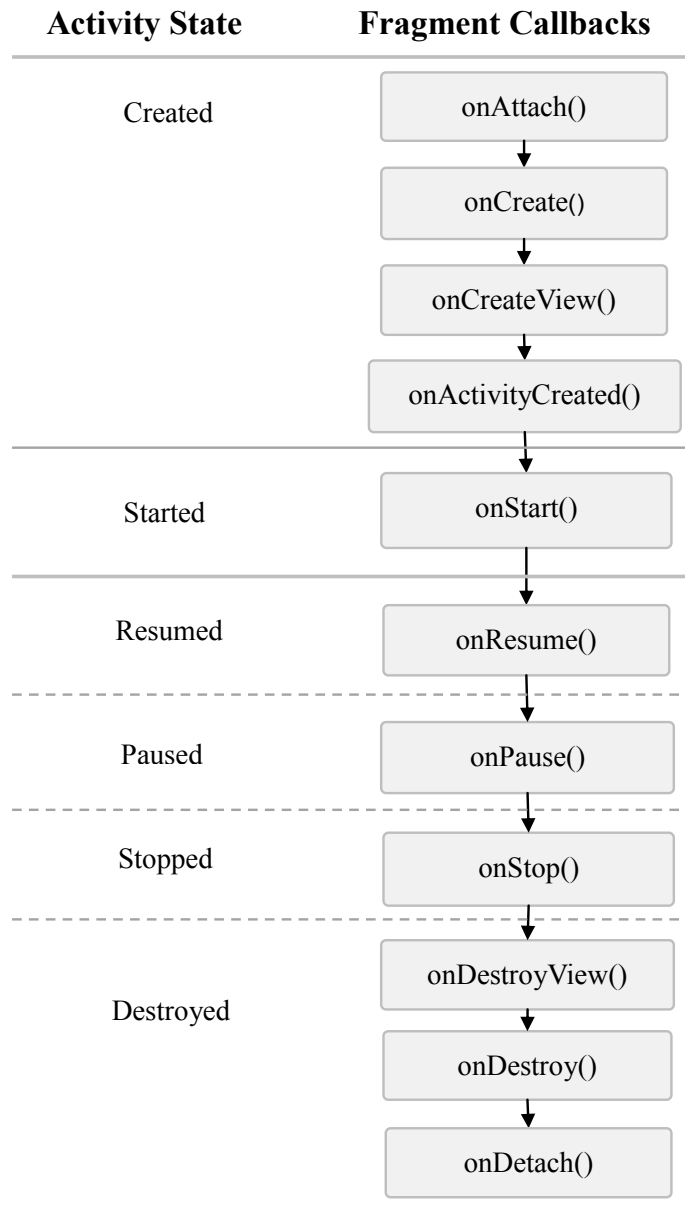 Activity State Fragment Callbacks
Created
onAttach()
onCreate()
onCreateView()
onActivityCreated()
Started
onStart()
Resumed
onResume()
Paused
onPause()
Stopped
onStop()
Destroyed
onDestroyView()
onDestroy()
onDetach()